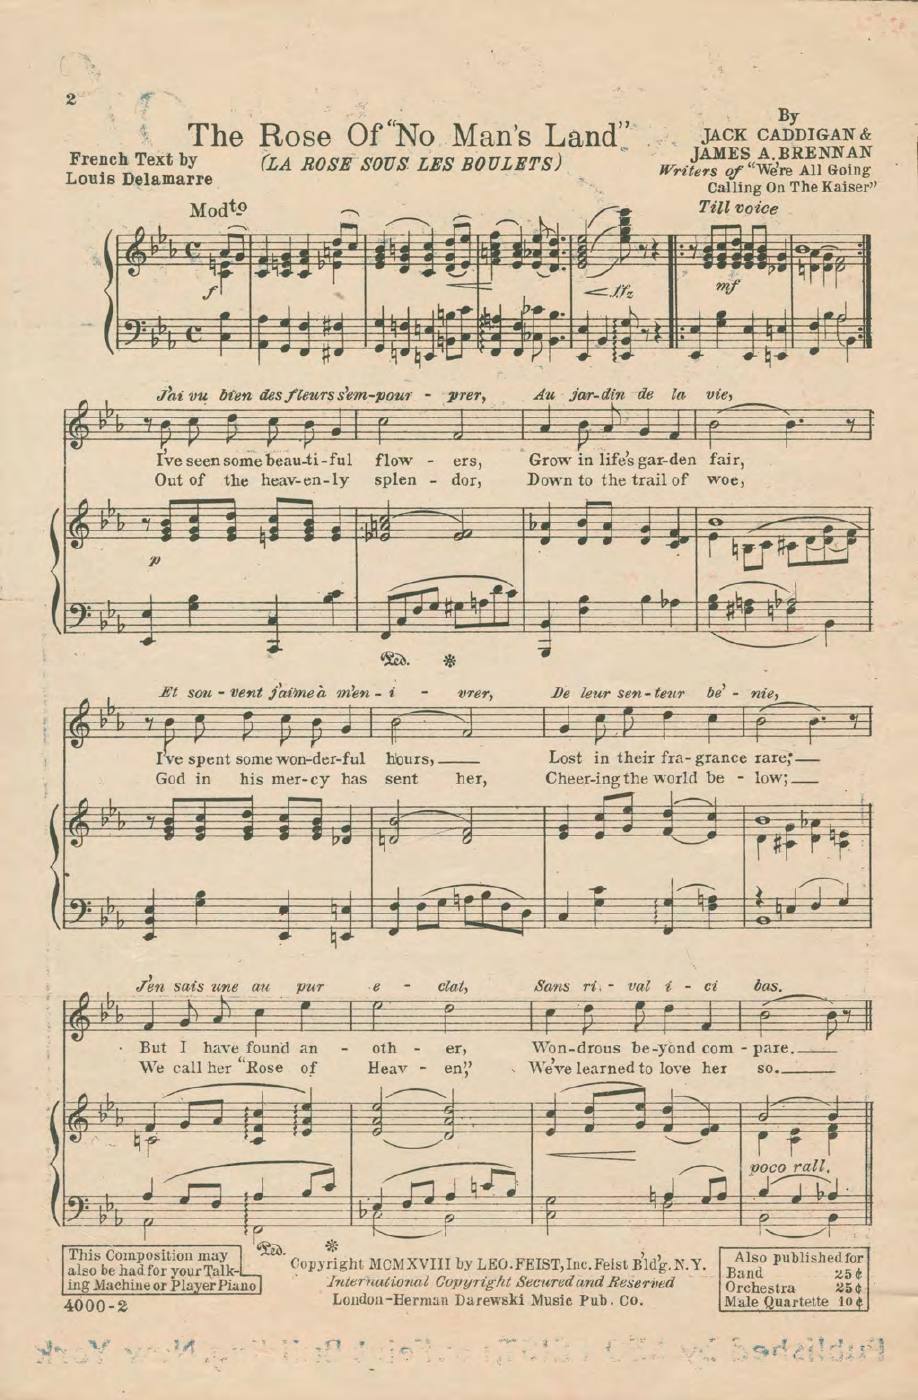 2
The Rose Of "No Man's Land"
(LA ROSE SOUS LES BOULETS)
French Text by
Louis Delamarre
By
JACK CADDIGAN &
JAMES A. BRENNAN
Writers of "We're All Going
Calling On The Kaiser"
Modto
Till voice
f
ffz
mf
J'ai vu bien des fleurs s'em-pour - prer, Au jar-din de la vie,
I've seen some beau-ti-ful flow - ers, Grow in life's gar-den fair,
Out of the heav-en-ly splen - dor, Down to the trail of woe,
p
Ped.
Et sou - vent j'aime à m'en - i - vrer, De leur sen-teur be' - nie,
I've spent some won-der-ful hours, Lost in their fra-grance rare;
God in his mer-cy has sent her, Cheer-ing the world be - low;
J'en sais une au pur e - clat, Sans ri - val i - ci bas.
But I have found an - oth - er, Won-drous be-yond com - pare.
We call her "Rose of Heav - en", We've learned to love her so.
poco rall.
Ped.
This Composition may
also be had for your Talk-
ing Machine or Player Piano
4000-2
Copyright MCMXVIII by LEO. FEIST, Inc. Feist B'ld'g. N.Y.
International Copyright Secured and Reserved
London-Herman Darewski Music Pub. Co.
Also published for
Band 25¢
Orchestra 25¢
Male Quartette 10¢